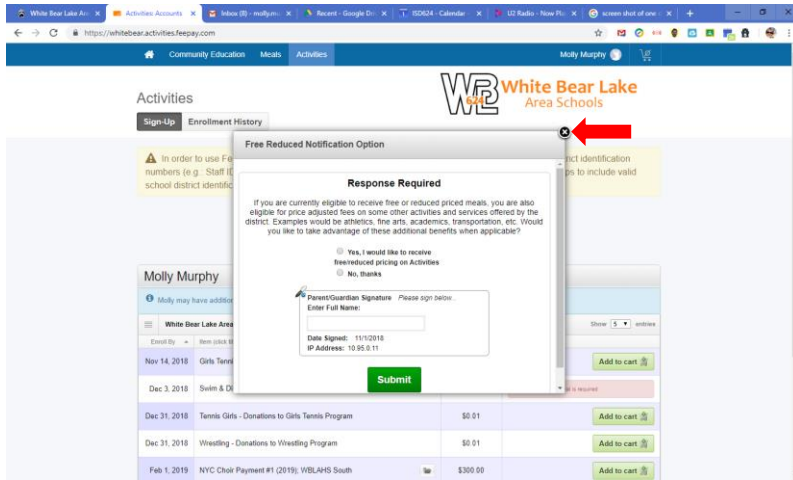 White Bear Lake Are
Activities: Accounts
Inbox (8) - molly.mu
Recent - Google Dri
ISD624 - Calendar -
U2 Radio - Now Pla
screen shot of one
https://whitebear.activities.feepay.com
Community Education Meals Activities
Molly Murphy
Activities
WBL 624 White Bear Lake
Area Schools
Sign-Up Enrollment History
In order to use Fe
numbers (e.g.: Staff ID
school district identific
ct identification
ps to include valid
Free Reduced Notification Option
Response Required
If you are currently eligible to receive free or reduced priced meals, you are also
eligible for price adjusted fees on some other activities and services offered by the
district. Examples would be athletics, fine arts, academics, transportation, etc. Would
you like to take advantage of these additional benefits when applicable?
Yes, I would like to receive
free/reduced pricing on Activities
No, thanks
Parent/Guardian Signature Please sign below.
Enter Full Name:
Date Signed: 11/1/2018
IP Address: 10.95.0.11
Submit
Molly Murphy
Molly may have addition
White Bear Lake Area
Show 5 entries
Enroll By Item (click
Nov 14, 2018 Girls Tenni
Add to cart
Dec 3, 2018 Swim & Di
is required
Dec 31, 2018 Tennis Girls - Donations to Girls Tennis Program $0.01 Add to cart
Dec 31, 2018 Wrestling - Donations to Wrestling Program $0.01 Add to cart
Feb 1, 2019 NYC Choir Payment #1 (2019); WBLAHS South $300.00 Add to cart